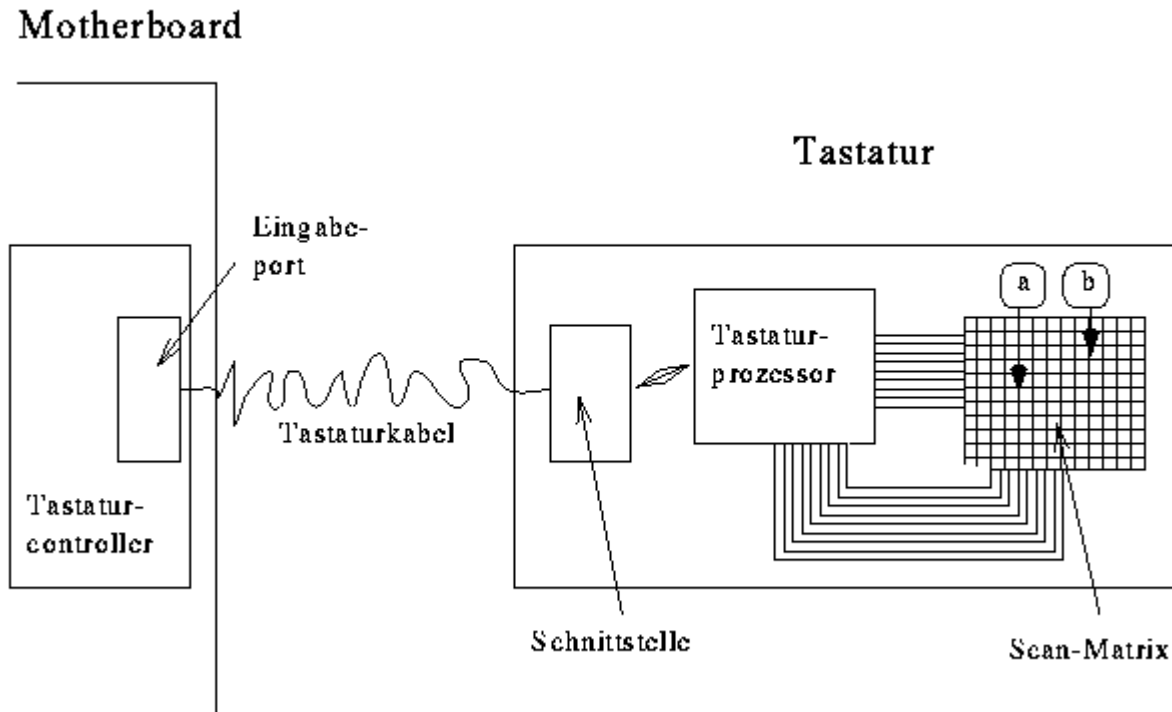 Motherboard
Tastatur
Eingabe-
port
a
b
Tastatur-
prozessor
Tastaturkabel
Tastatur-
controller
Schnittstelle
Scan-Matrix